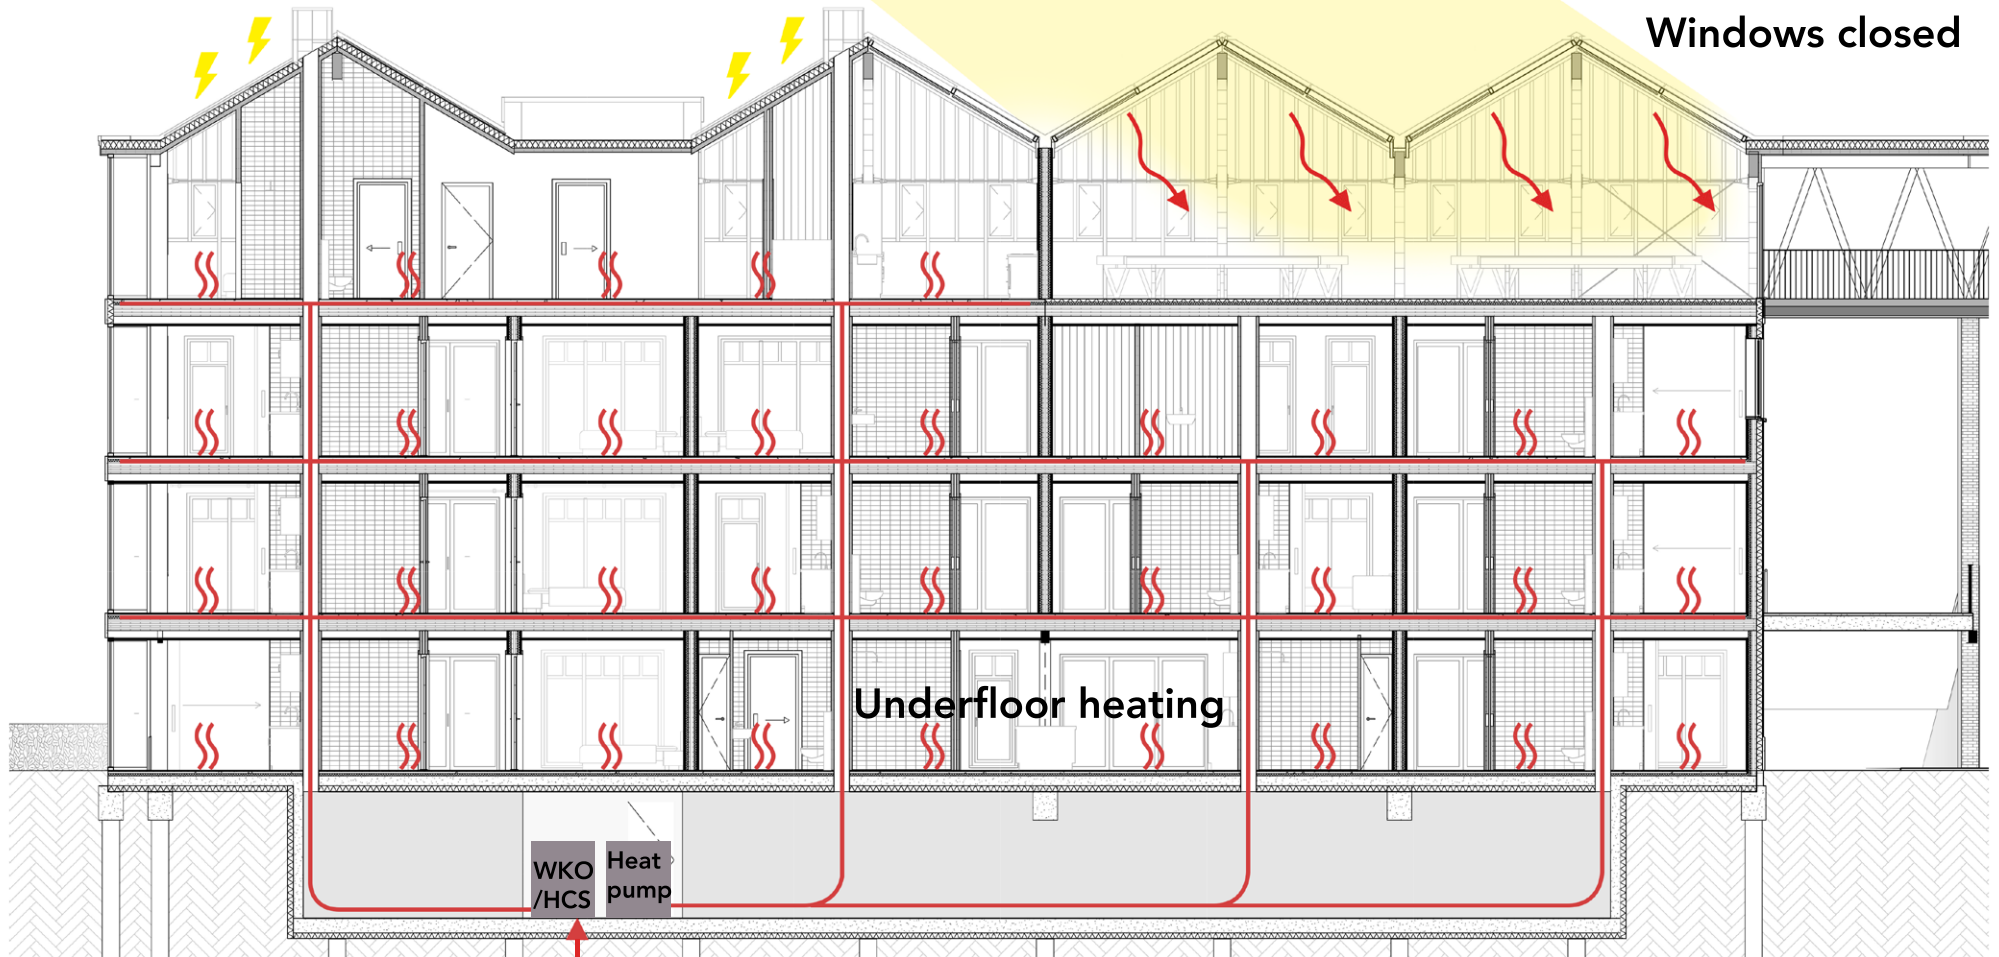 Windows closed
Underfloor heating
WKO
/HCS
Heat
pump